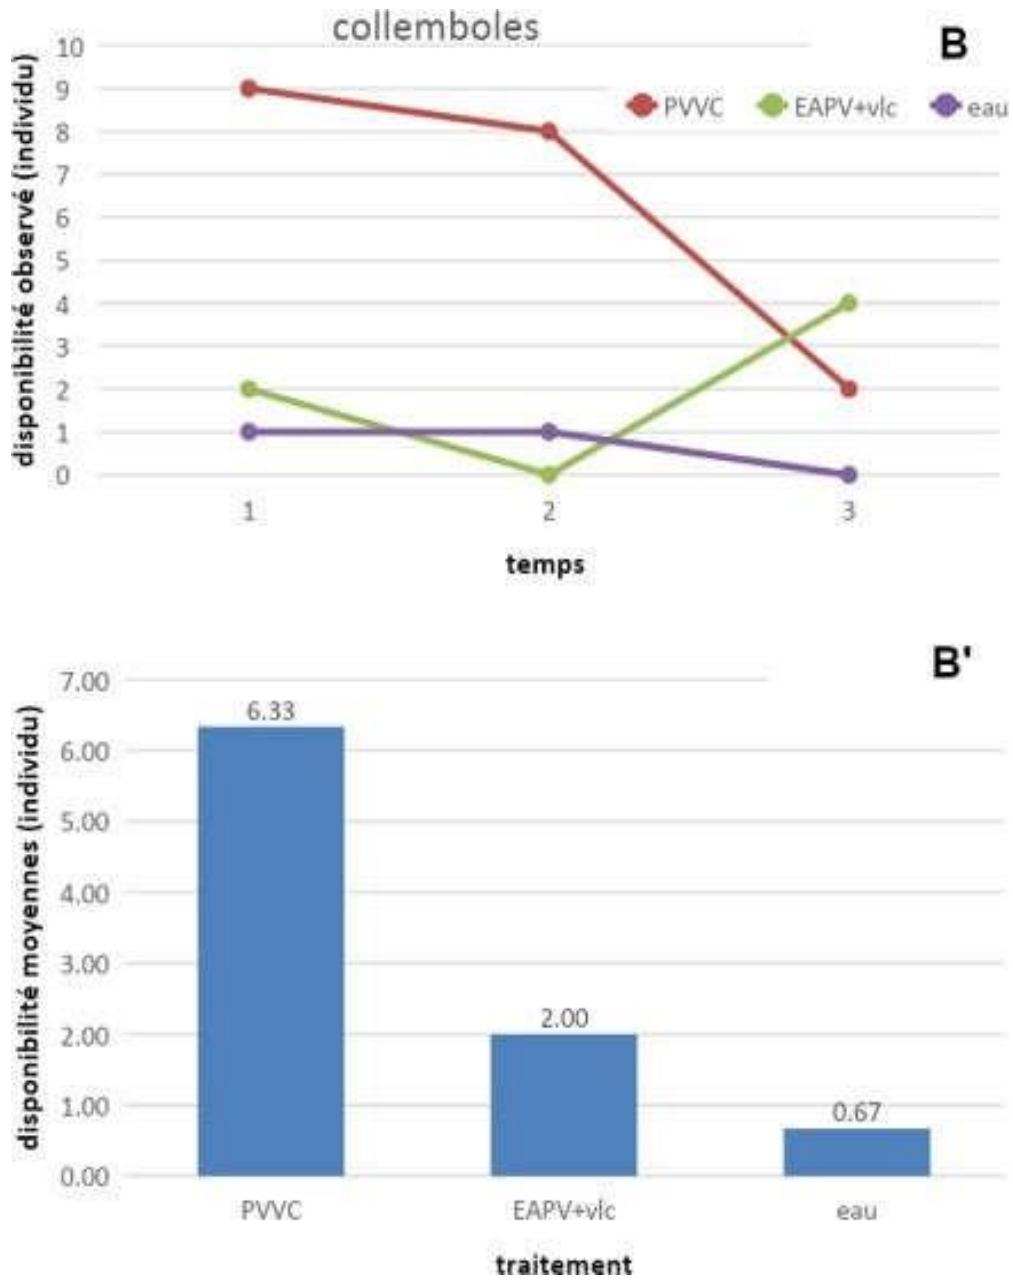 collemboles
B
PVVC
EAPV+vlc
eau
disponibilité observé (individu)
10
9
8
7
6
5
4
3
2
1
0
1
2
3
temps
B'
disponibilité moyennes (individu)
7.00
6.00
5.00
4.00
3.00
2.00
1.00
0.00
6.33
2.00
0.67
PVVC
EAPV+vlc
eau
traitement